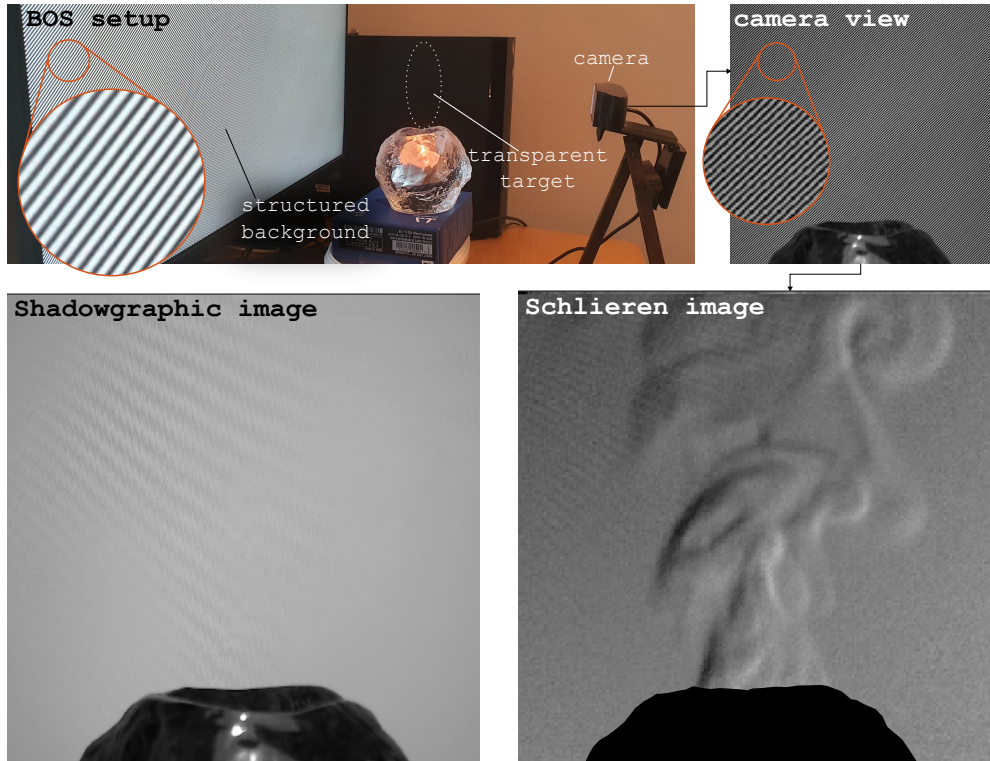 BOS setup
camera
transparent
target
structured
background
camera view
Shadowgraphic image
Schlieren image